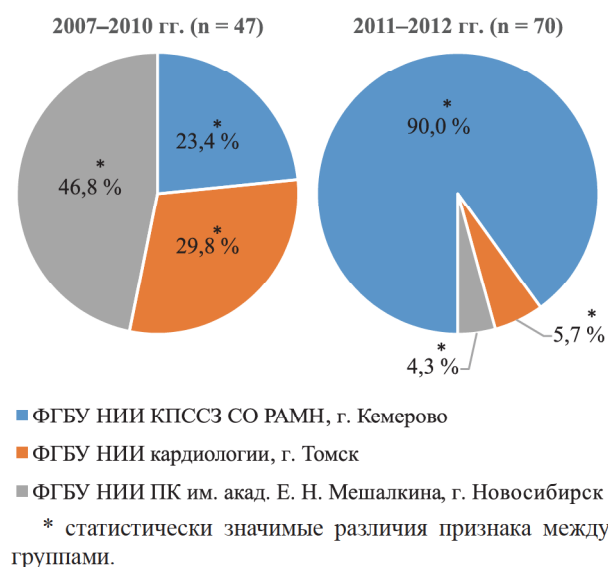 2007–2010 гг. (n = 47)
2011–2012 гг. (n = 70)
*
23,4 %
*
46,8 %
*
29,8 %
*
90,0 %
*
5,7 %
*
4,3 %
ФГБУ НИИ КПССЗ СО РАМН, г. Кемерово
ФГБУ НИИ кардиологии, г. Томск
ФГБУ НИИ ПК им. акад. Е. Н. Мешалкина, г. Новосибирск
* статистически значимые различия признака между
группами.